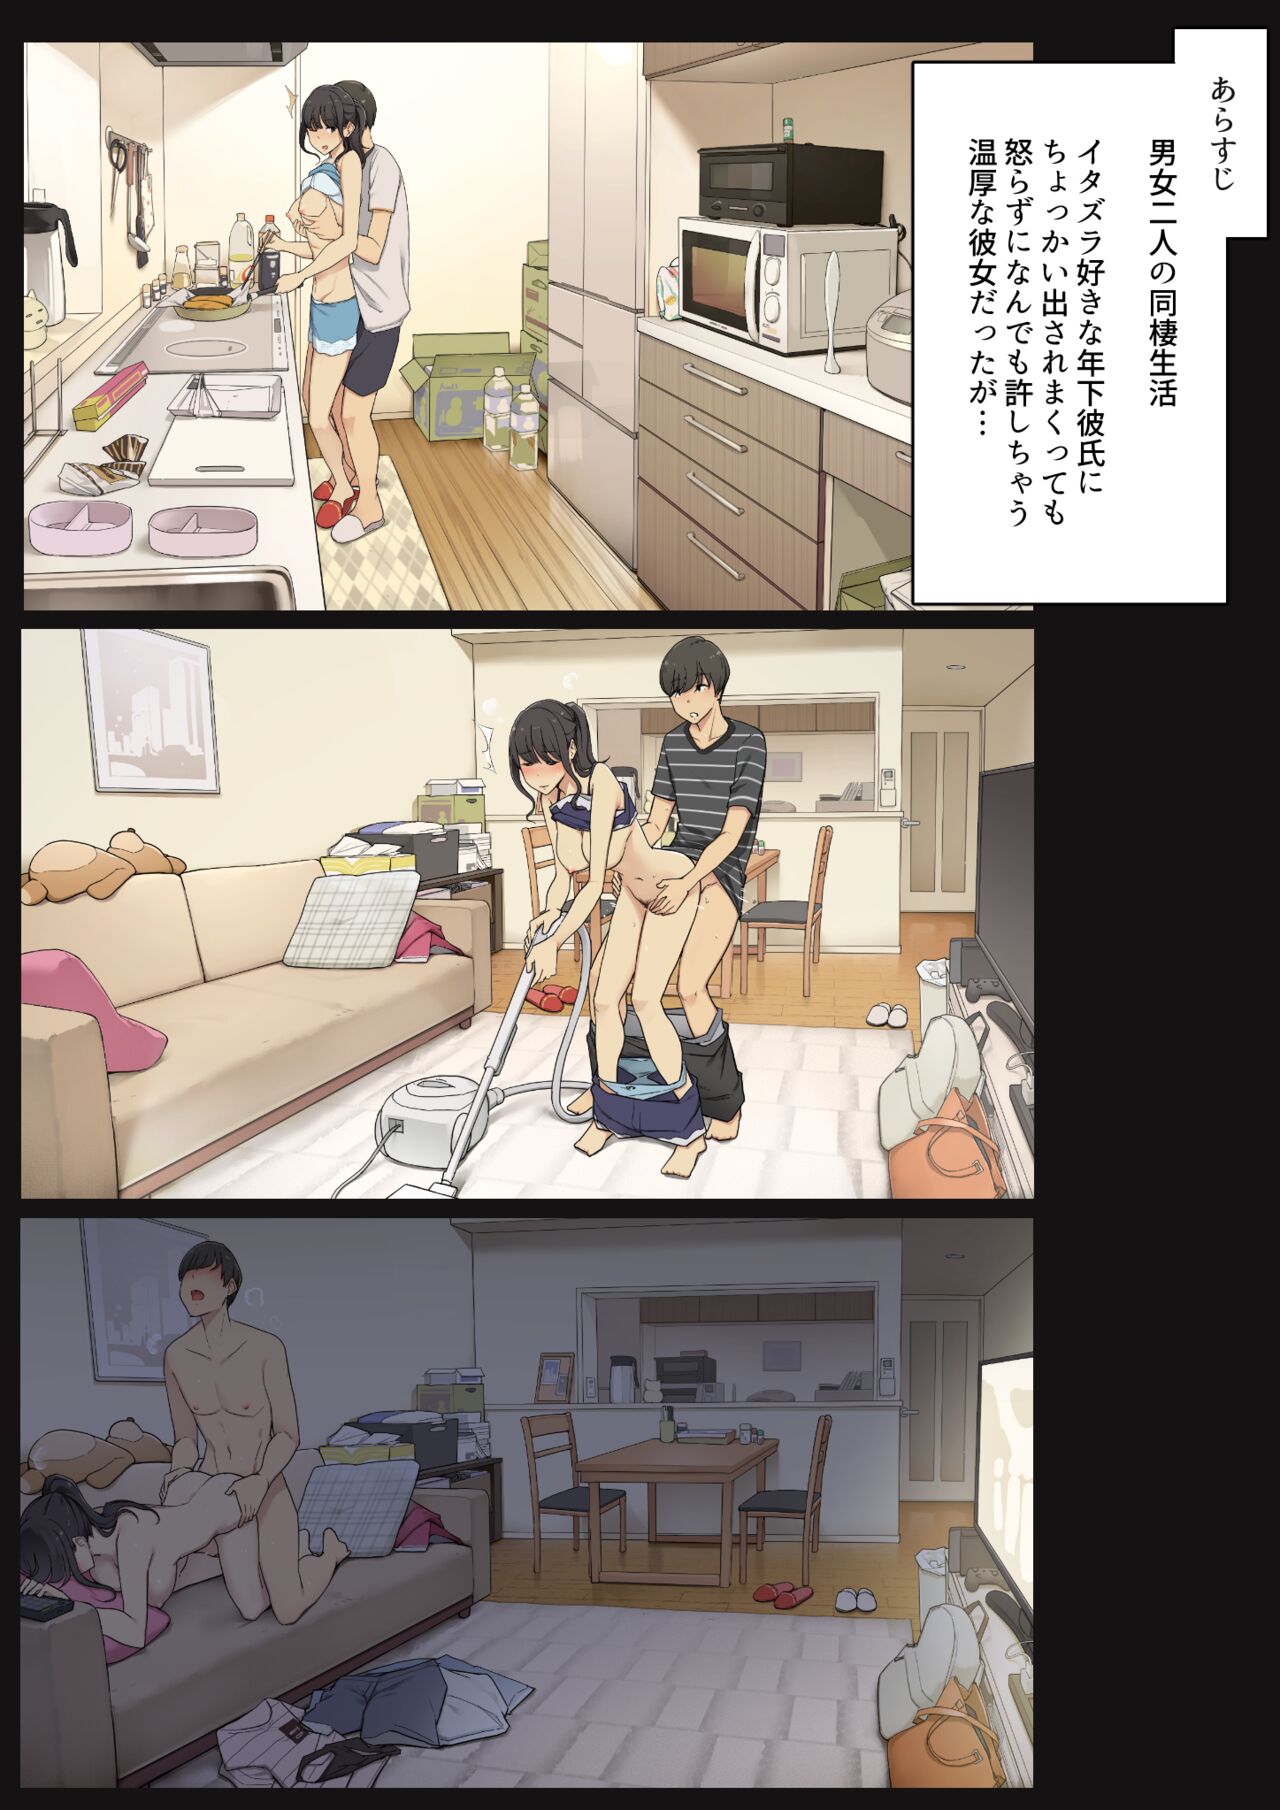 あらすじ
男女二人の同棲生活
イタズラ好きな年下彼氏に
ちょっかい出されまくっても
怒らずになんでも許しちゃう
温厚な彼女だったが…